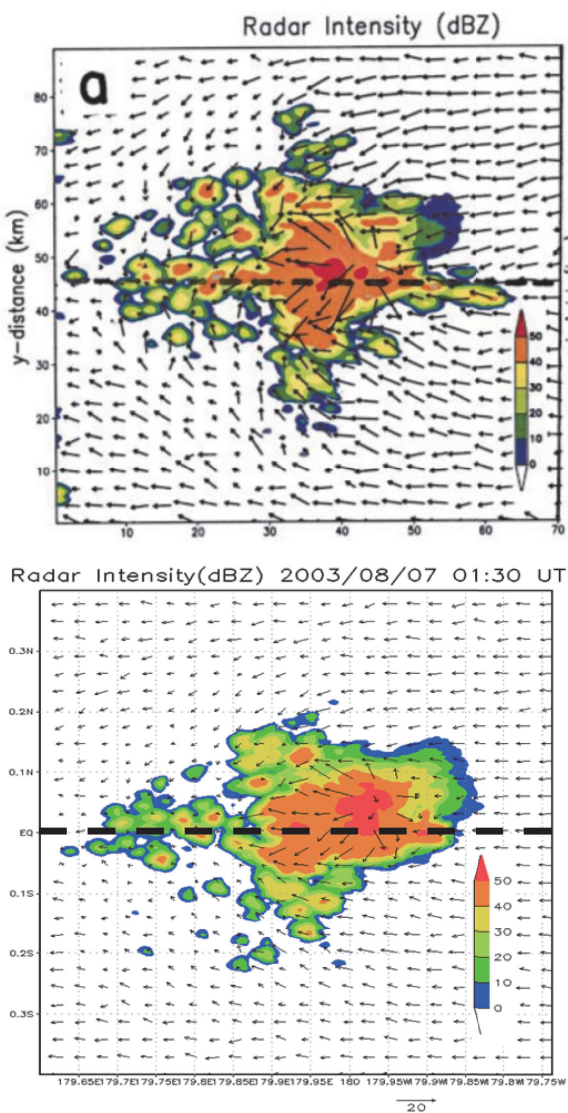 Radar Intensity (dBZ)
a
y-distance (km)
80
70
60
50
40
30
20
10
50
40
30
20
10
0
10 20 30 40 50 60 70
Radar Intensity(dBZ) 2003/08/07 01:30 UT
0.3N
0.2N
0.1N
EQ
0.1S
0.2S
0.3S
50
40
30
20
10
0
179.65E 179.7E 179.75E 179.8E 179.85E 179.9E 179.95E 180 179.95W 179.9W 179.85W 179.8W 179.75W
20